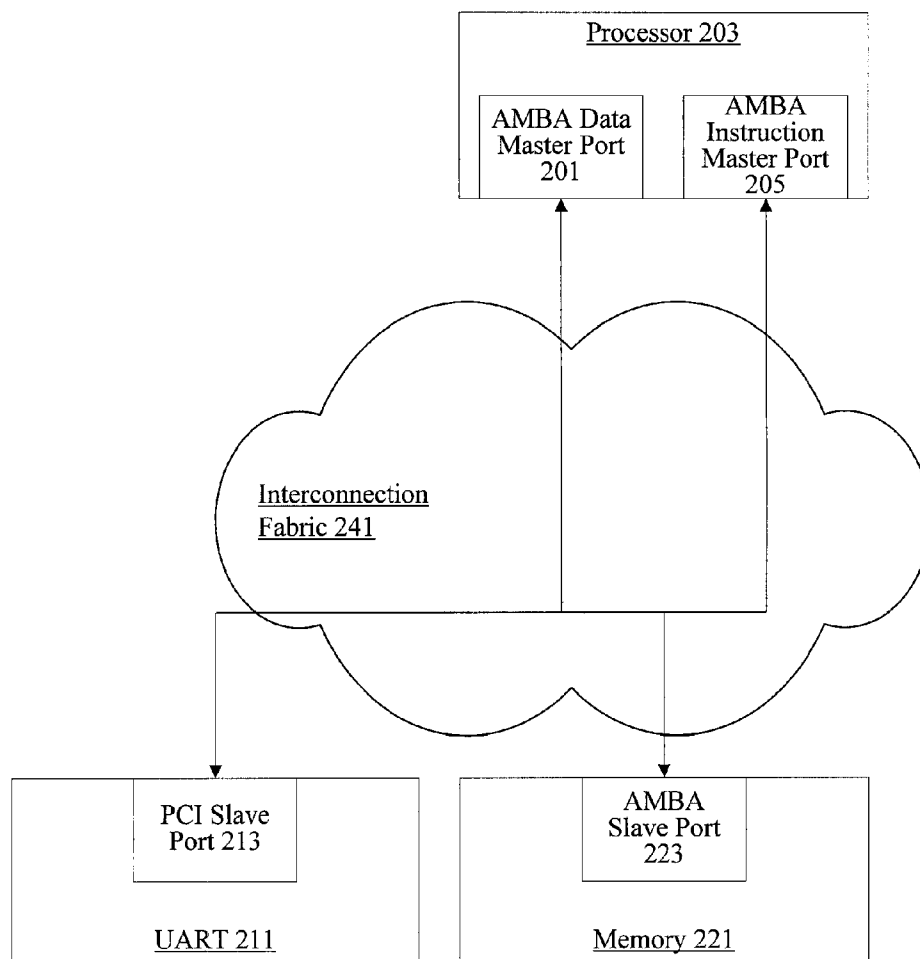 Processor 203
AMBA Data
Master Port
201
AMBA
Instruction
Master Port
205
Interconnection
Fabric 241
PCI Slave
Port 213
UART 211
AMBA
Slave Port
223
Memory 221